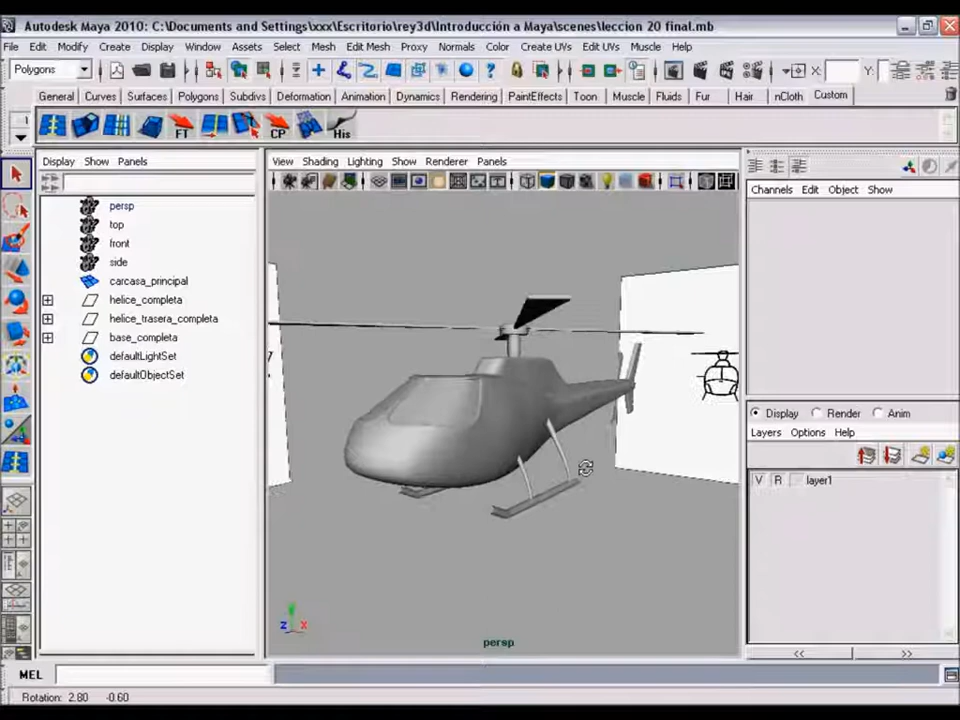 Autodesk Maya 2010: C:\Documents and Settings\xxx\Escritorio\rey3d\Introducción a Maya\scenes\leccion 20 final.mb
File Edit Modify Create Display Window Assets Select Mesh Edit Mesh Proxy Normals Color Create UVs Edit UVs Muscle Help
Polygons X: Y:
General Curves Surfaces Polygons Subdivs Deformation Animation Dynamics Rendering PaintEffects Toon Muscle Fluids Fur Hair nCloth Custom
FT CP His
Display Show Panels
View Shading Lighting Show Renderer Panels
persp
top
front
side
carcasa_principal
helice_completa
helice_trasera_completa
base_completa
defaultLightSet
defaultObjectSet
z x
persp
Channels Edit Object Show
Display Render Anim
Layers Options Help
V R layer1
<< >>
MEL
Rotation: 2.80 -0.60